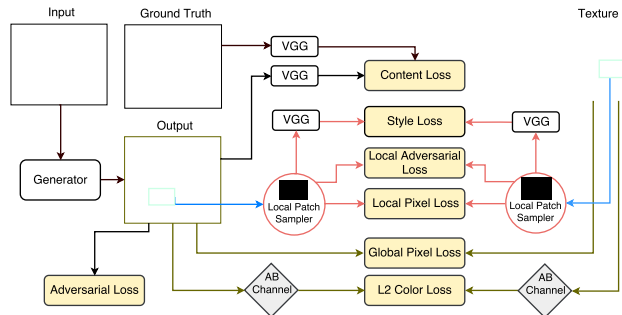 Input
Ground Truth
Texture
VGG
VGG
Content Loss
VGG
Style Loss
VGG
Output
Local Adversarial
Loss
Generator
Local Patch
Sampler
Local Pixel Loss
Local Patch
Sampler
Global Pixel Loss
Adversarial Loss
AB
Channel
L2 Color Loss
AB
Channel